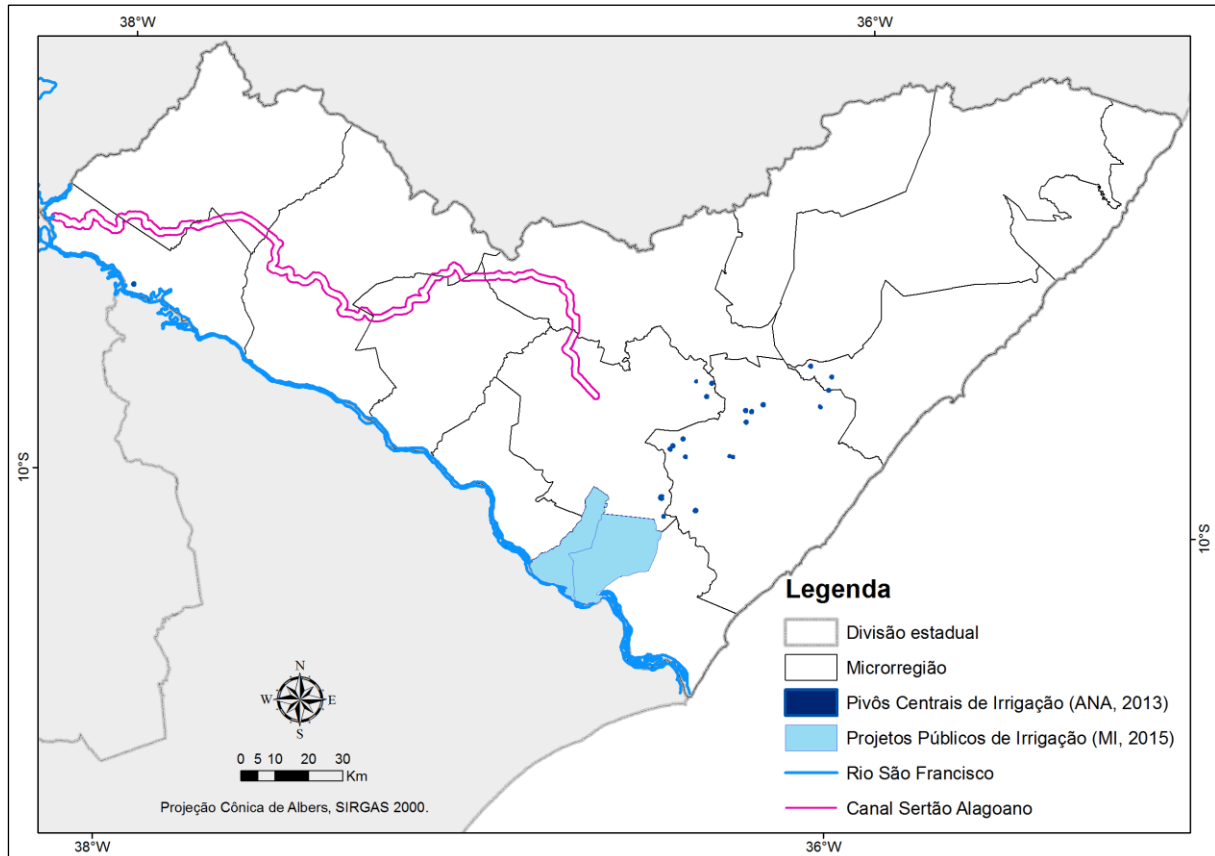 38°W
36°W
10°S
10°S
N
W
E
S
0 5 10 20 30
Km
Projeção Cônica de Albers, SIRGAS 2000.
Legenda
Divisão estadual
Microrregião
Pivôs Centrais de Irrigação (ANA, 2013)
Projetos Públicos de Irrigação (MI, 2015)
Rio São Francisco
Canal Sertão Alagoano
38°W
36°W